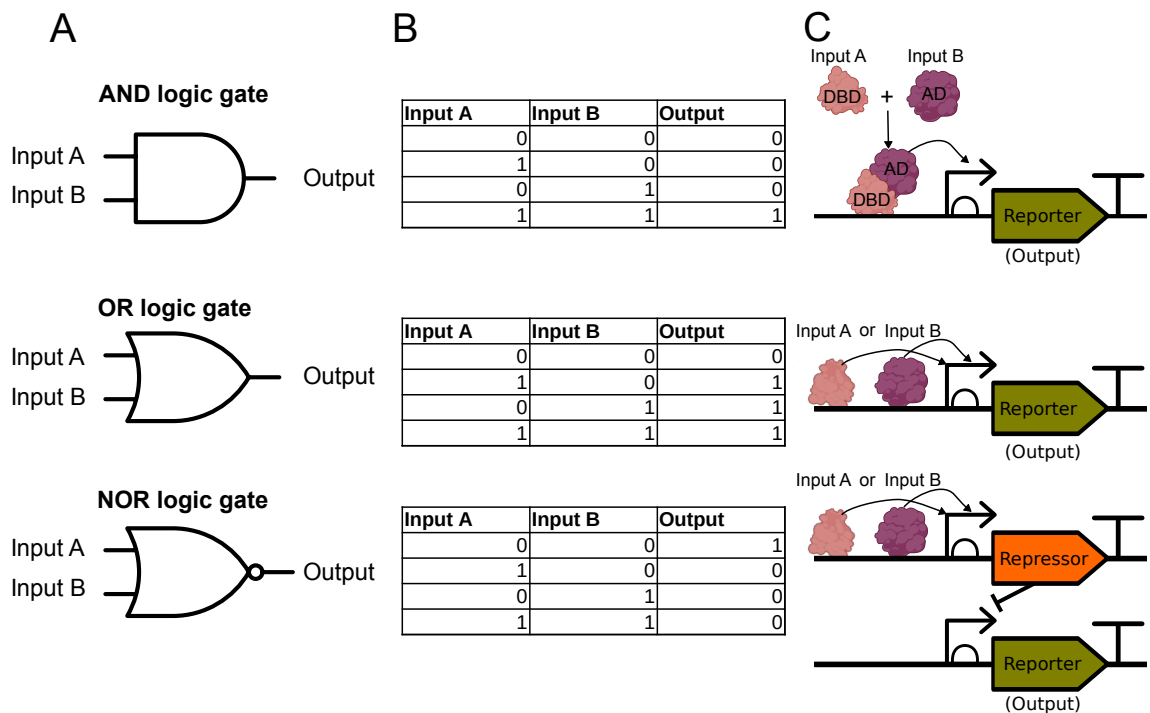 A
B
C
AND logic gate
Input A
Input B
Output
Input A Input B Output
0 0 0
1 0 0
0 1 0
1 1 1
Input A Input B
DBD + AD
AD
DBD
Reporter
(Output)
OR logic gate
Input A
Input B
Output
Input A Input B Output
0 0 0
1 0 1
0 1 1
1 1 1
Input A or Input B
Reporter
(Output)
NOR logic gate
Input A
Input B
Output
Input A Input B Output
0 0 1
1 0 0
0 1 0
1 1 0
Input A or Input B
Repressor
Reporter
(Output)